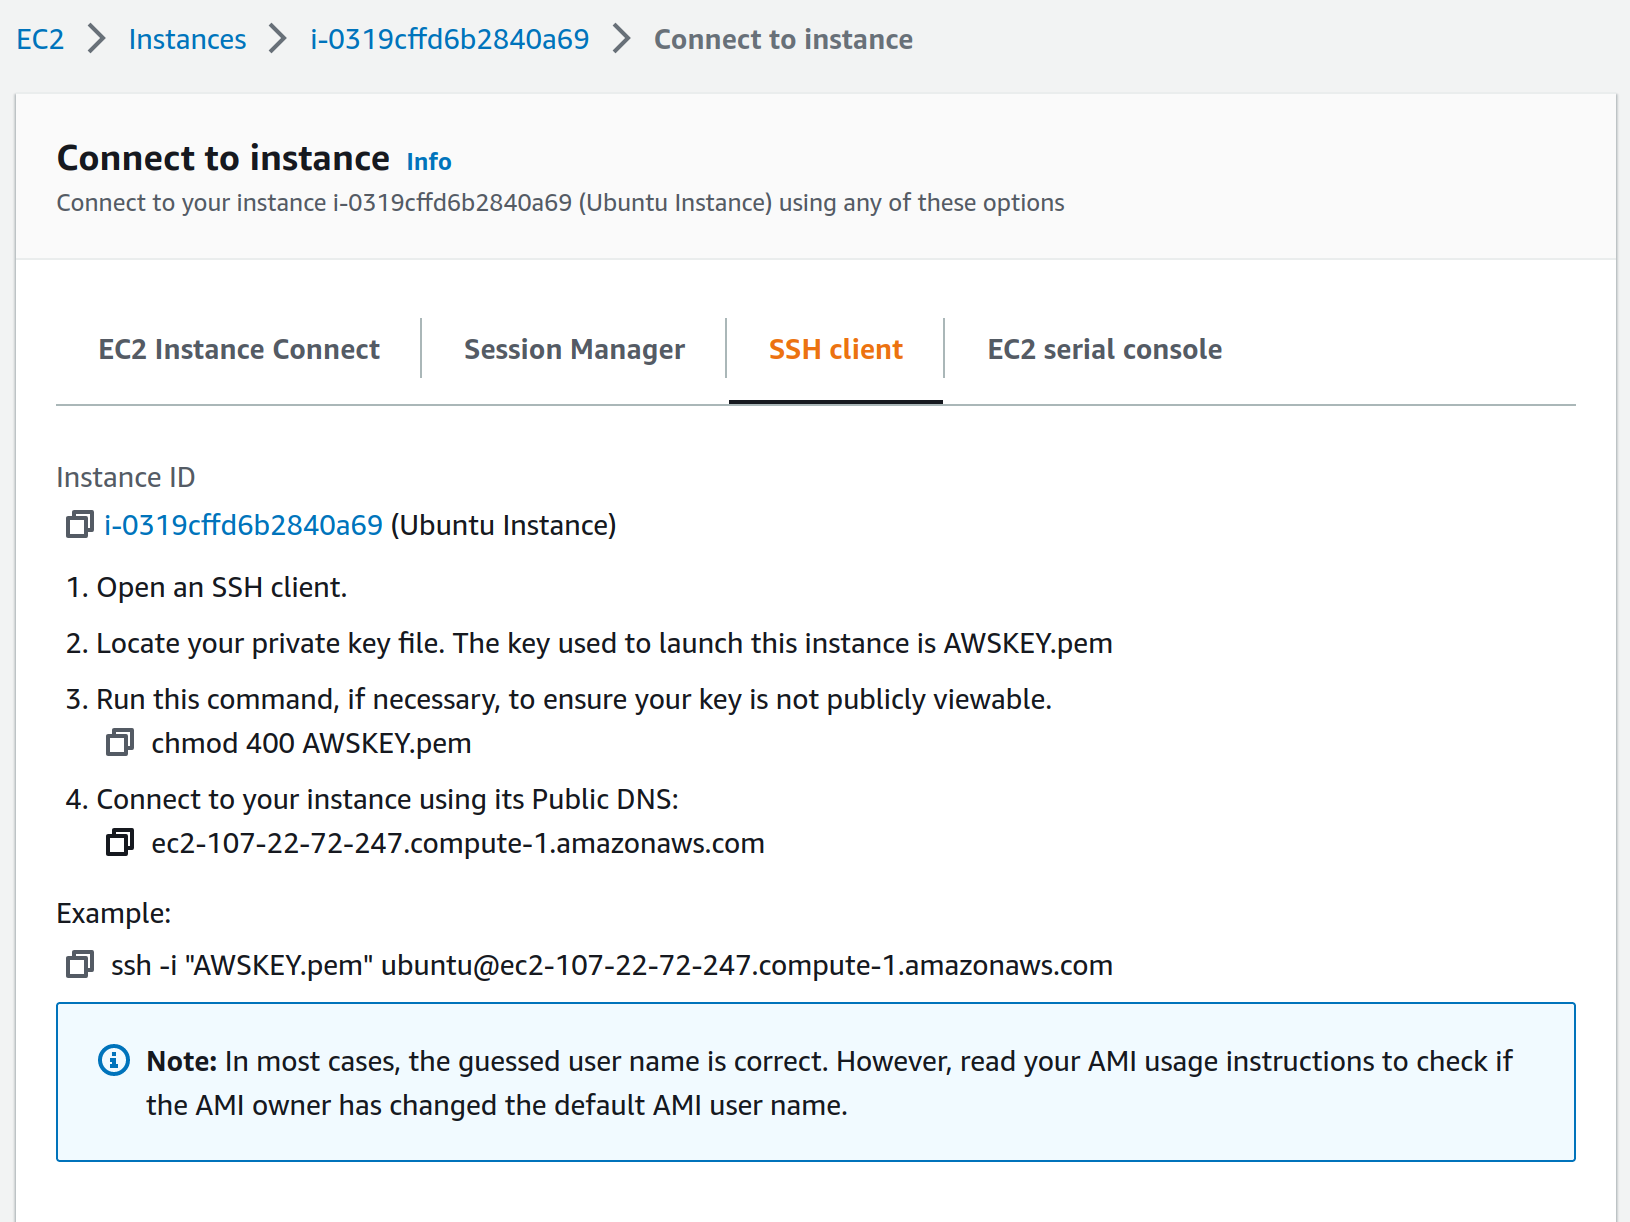 EC2 Instances i-0319cffd6b2840a69 Connect to instance
Connect to instance Info
Connect to your instance i-0319cffd6b2840a69 (Ubuntu Instance) using any of these options
EC2 Instance Connect Session Manager SSH client EC2 serial console
Instance ID
i-0319cffd6b2840a69 (Ubuntu Instance)
1. Open an SSH client.
2. Locate your private key file. The key used to launch this instance is AWSKEY.pem
3. Run this command, if necessary, to ensure your key is not publicly viewable.
chmod 400 AWSKEY.pem
4. Connect to your instance using its Public DNS:
ec2-107-22-72-247.compute-1.amazonaws.com
Example:
ssh -i "AWSKEY.pem" ubuntu@ec2-107-22-72-247.compute-1.amazonaws.com
Note: In most cases, the guessed user name is correct. However, read your AMI usage instructions to check if
the AMI owner has changed the default AMI user name.